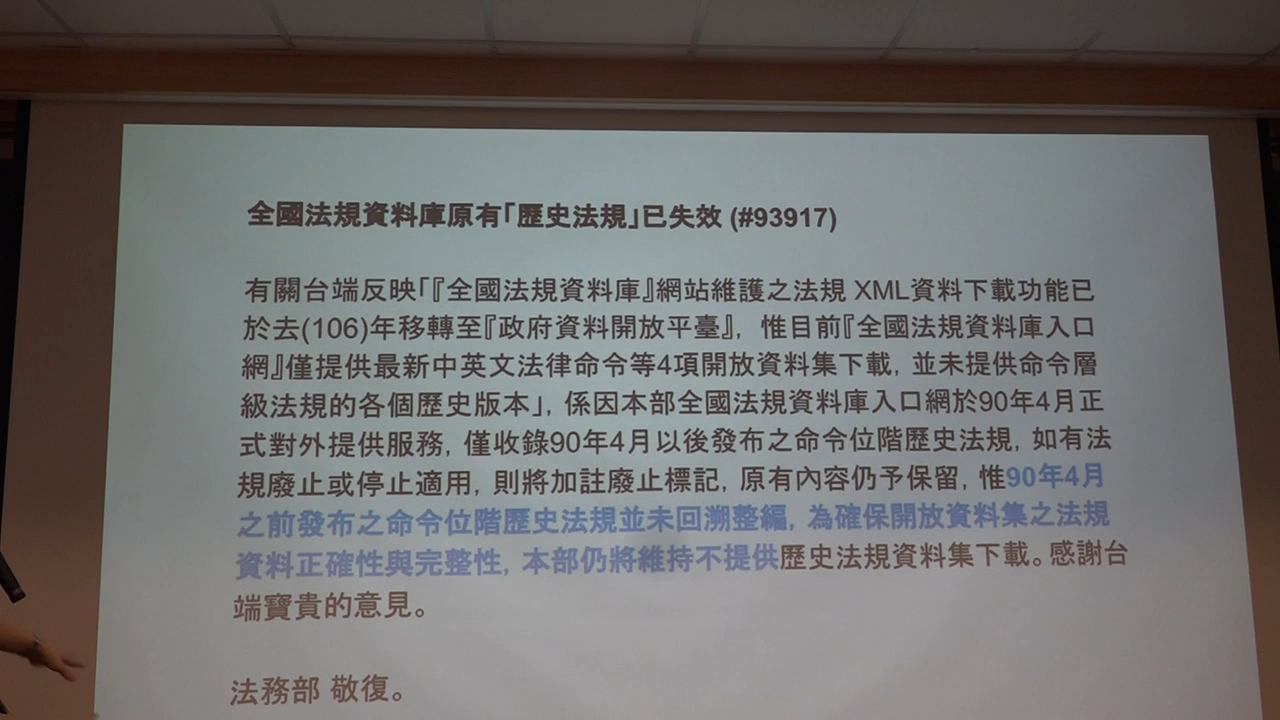 全國法規資料庫原有「歷史法規」已失效 (#93917)
有關台端反映「『全國法規資料庫』網站維護之法規 XML資料下載功能已
於去(106)年移轉至『政府資料開放平臺』，惟目前『全國法規資料庫入口
網』僅提供最新中英文法律命令等4項開放資料集下載，並未提供命令層
級法規的各個歷史版本」，係因本部全國法規資料庫入口網於90年4月正
式對外提供服務，僅收錄90年4月以後發布之命令位階歷史法規，如有法
規廢止或停止適用，則將加註廢止標記，原有內容仍予保留，惟90年4月
之前發布之命令位階歷史法規並未回溯整編，為確保開放資料集之法規
資料正確性與完整性，本部仍將維持不提供歷史法規資料集下載。感謝台
端寶貴的意見。
法務部 敬復。